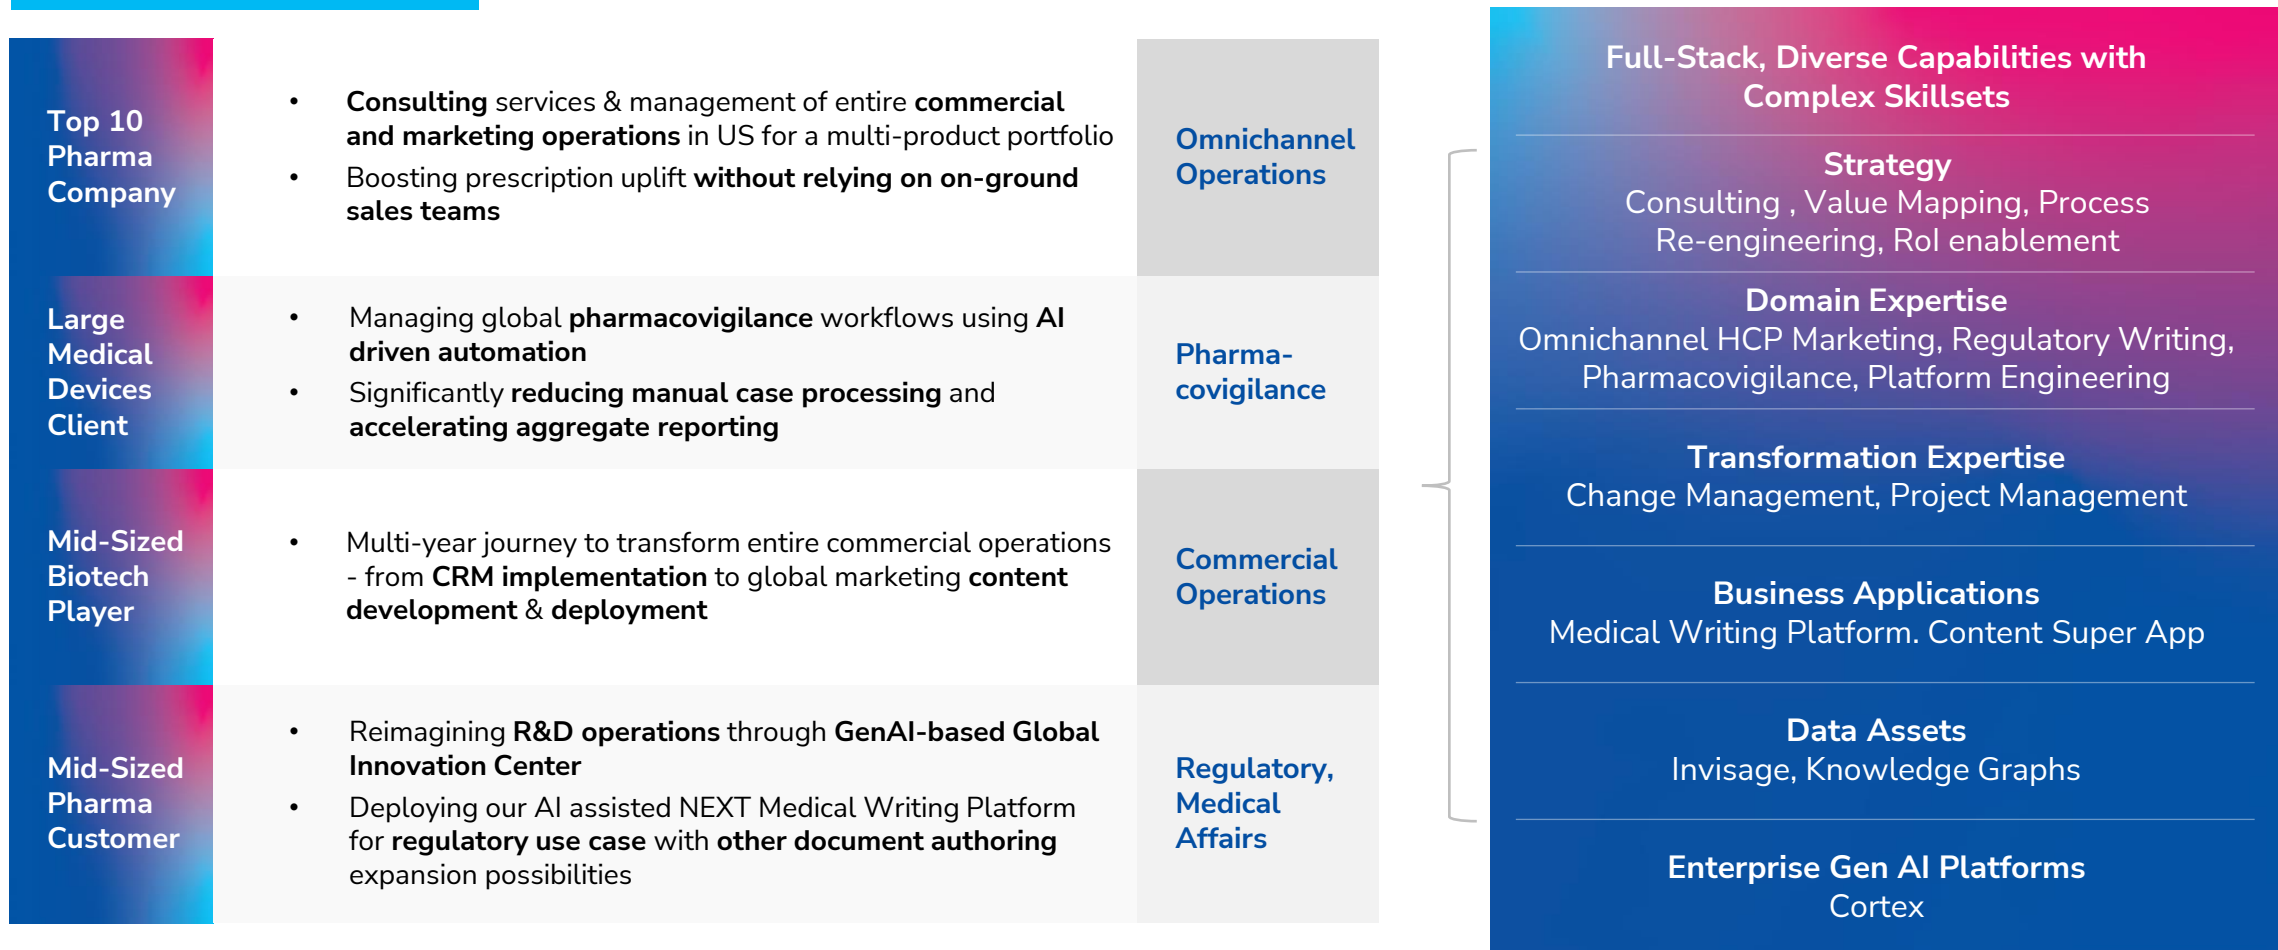 Top 10
Pharma
Company
• Consulting services & management of entire commercial
and marketing operations in US for a multi-product portfolio
• Boosting prescription uplift without relying on on-ground
sales teams
Omnichannel
Operations
Large
Medical
Devices
Client
• Managing global pharmacovigilance workflows using AI
driven automation
• Significantly reducing manual case processing and
accelerating aggregate reporting
Pharma-
covigilance
Mid-Sized
Biotech
Player
• Multi-year journey to transform entire commercial operations
- from CRM implementation to global marketing content
development & deployment
Commercial
Operations
Mid-Sized
Pharma
Customer
• Reimagining R&D operations through GenAI-based Global
Innovation Center
• Deploying our AI assisted NEXT Medical Writing Platform
for regulatory use case with other document authoring
expansion possibilities
Regulatory,
Medical
Affairs
Full-Stack, Diverse Capabilities with
Complex Skillsets
Strategy
Consulting , Value Mapping, Process
Re-engineering, RoI enablement
Domain Expertise
Omnichannel HCP Marketing, Regulatory Writing,
Pharmacovigilance, Platform Engineering
Transformation Expertise
Change Management, Project Management
Business Applications
Medical Writing Platform. Content Super App
Data Assets
Invisage, Knowledge Graphs
Enterprise Gen AI Platforms
Cortex